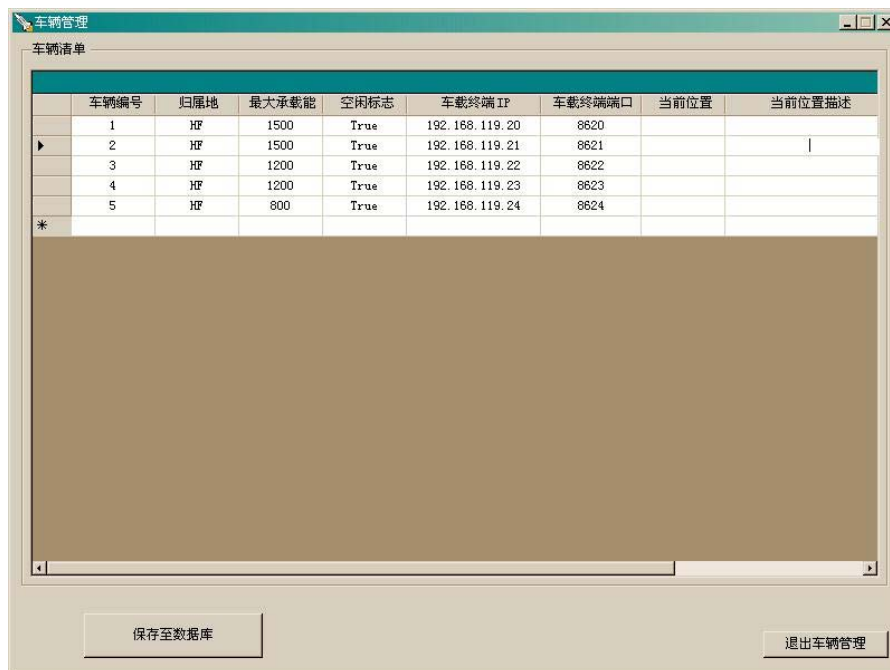 车辆管理
车辆清单
车辆编号 归属地 最大承载能 空闲标志 车载终端IP 车载终端端口 当前位置 当前位置描述
1 HF 1500 True 192.168.119.20 8620
2 HF 1500 True 192.168.119.21 8621
3 HF 1200 True 192.168.119.22 8622
4 HF 1200 True 192.168.119.23 8623
5 HF 800 True 192.168.119.24 8624
保存至数据库
退出车辆管理